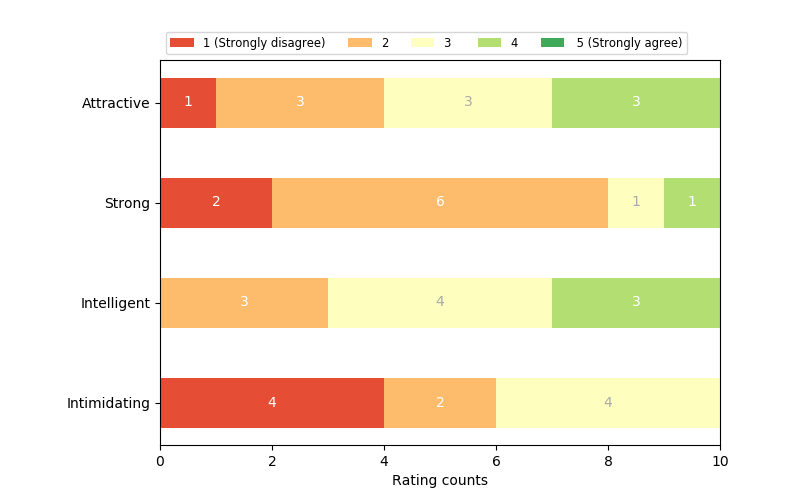 1 (Strongly disagree) 2 3 4 5 (Strongly agree)
Attractive 1 3 3 3
Strong 2 6 1 1
Intelligent 3 4 3
Intimidating 4 2 4
0 2 4 6 8 10
Rating counts